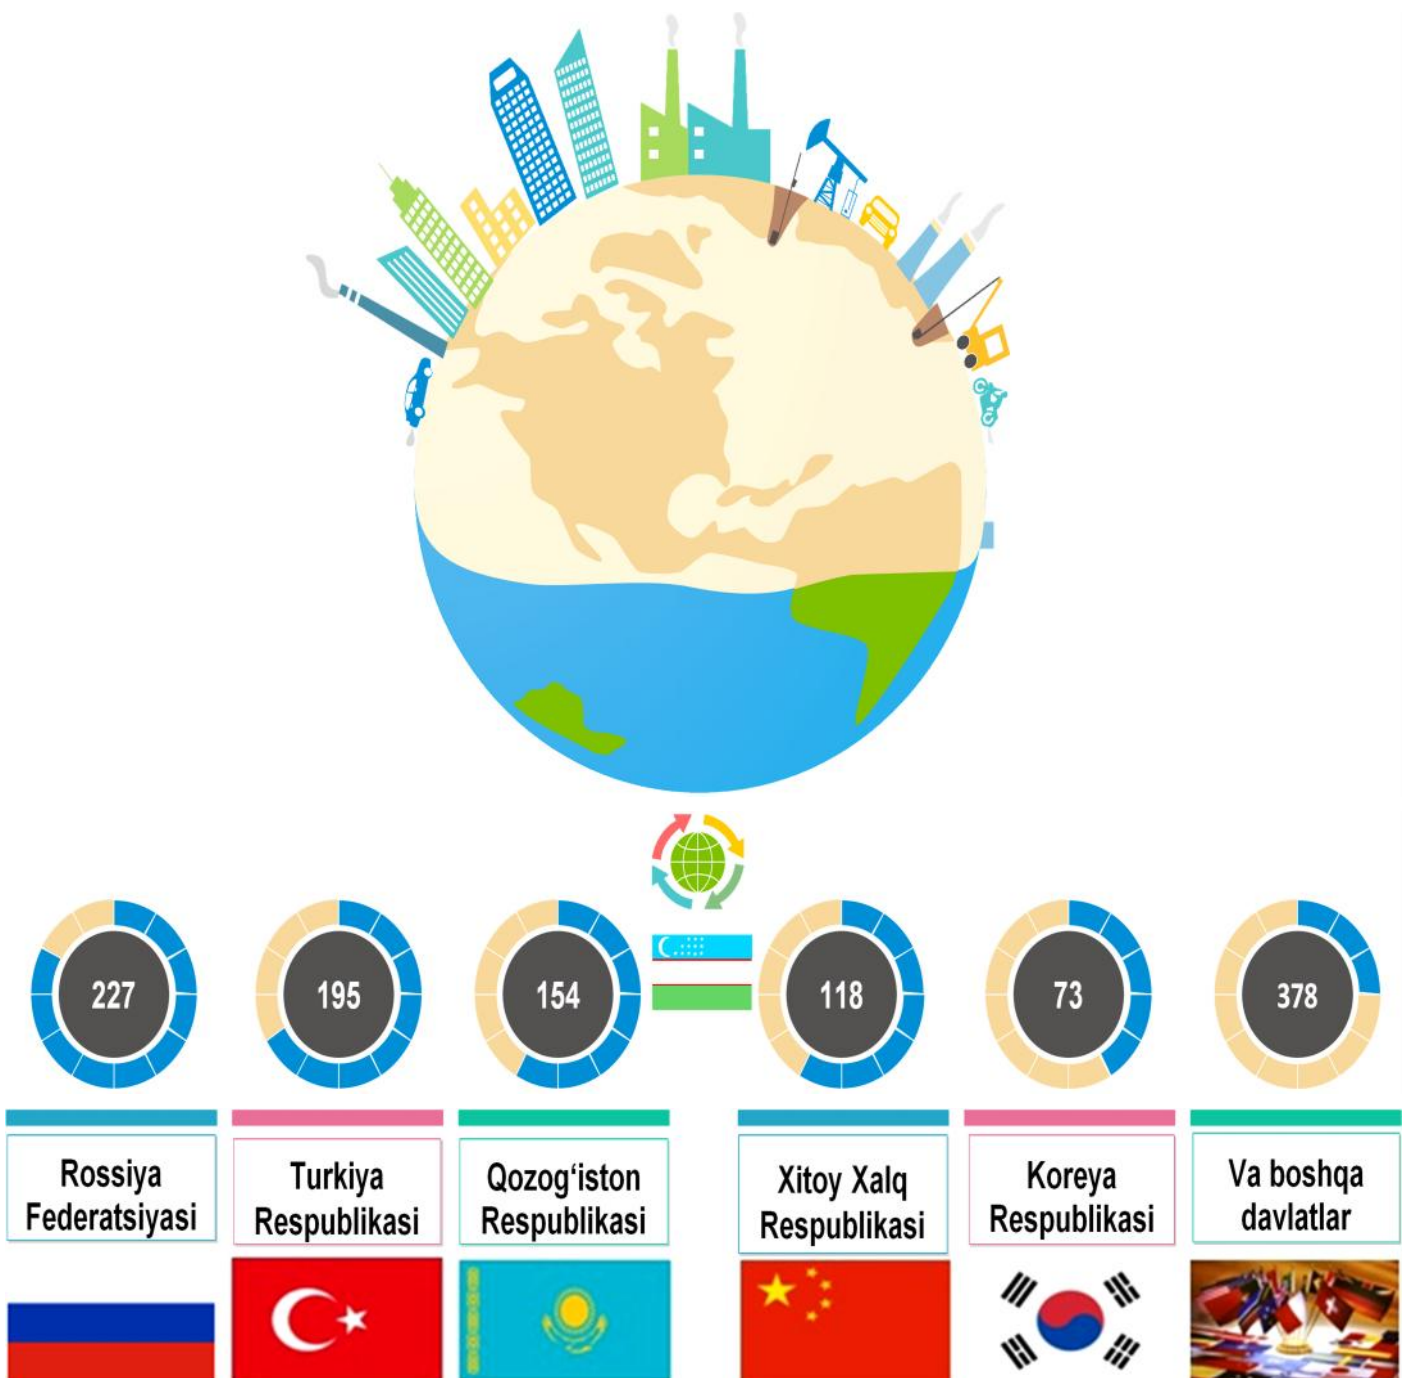 227
195
154
118
73
378
Rossiya
Federatsiyasi
Turkiya
Respublikasi
Qozog‘iston
Respublikasi
Xitoy Xalq
Respublikasi
Koreya
Respublikasi
Va boshqa
davlatlar